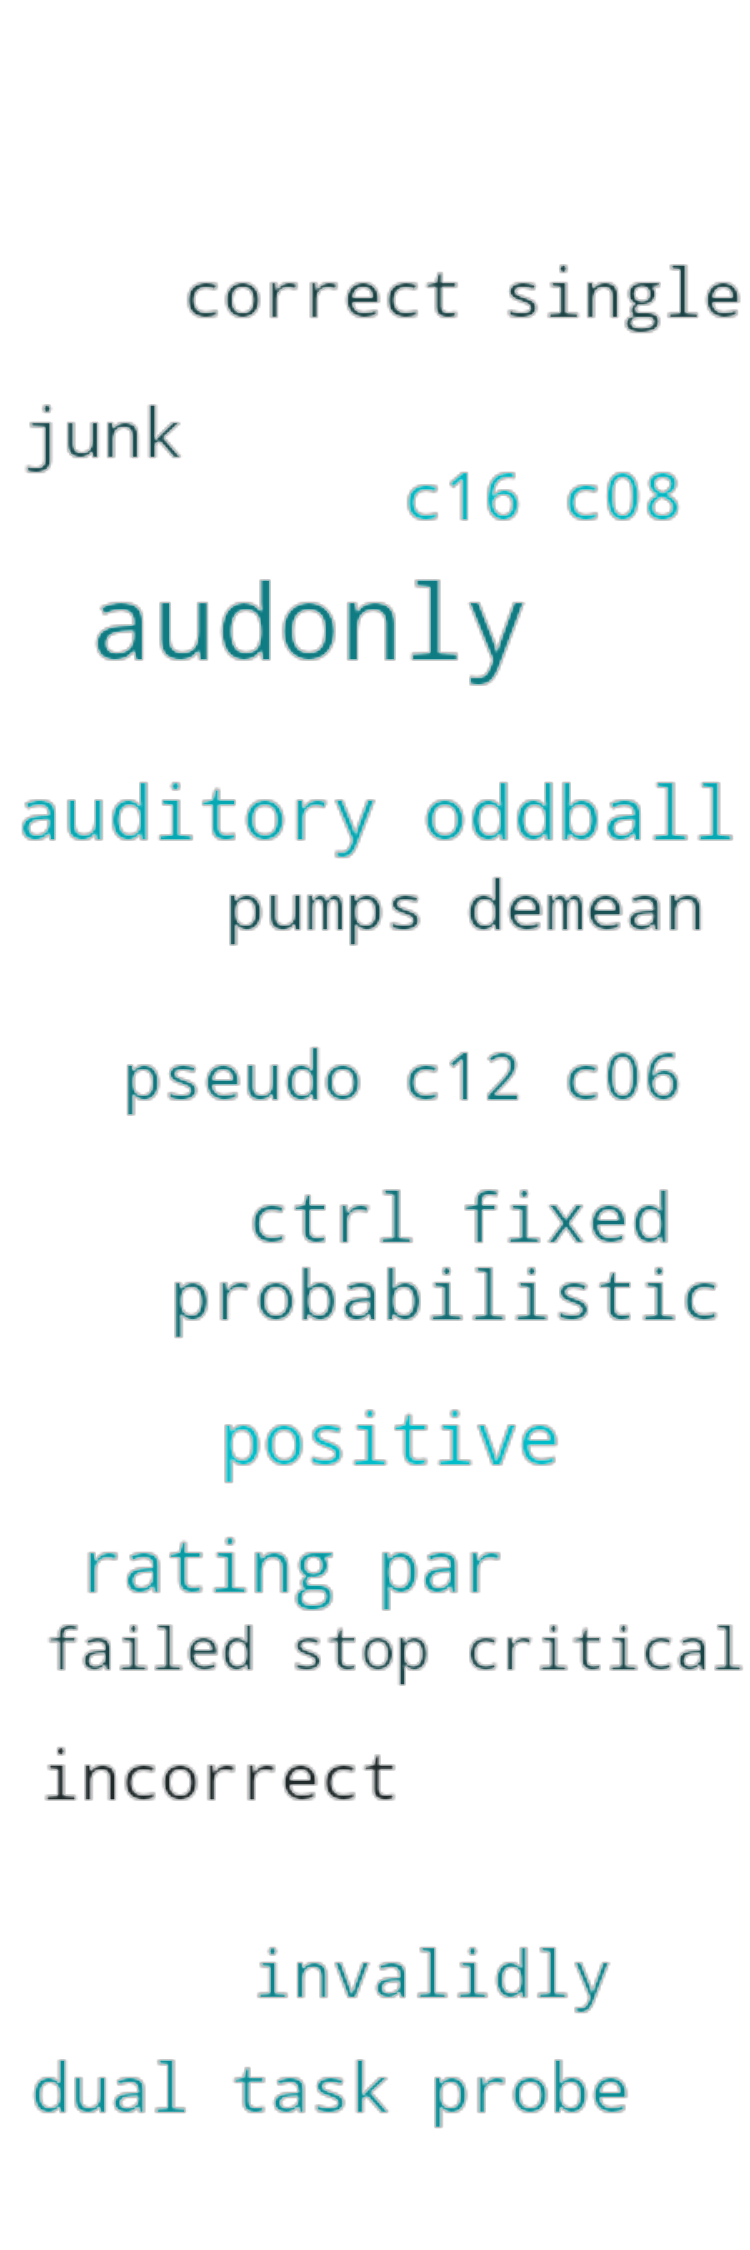 correct single
junk
c16 c08
audonly
auditory oddball
pumps demean
pseudo c12 c06
ctrl fixed
probabilistic
positive
rating par
failed stop critical
incorrect
invalidly
dual task probe